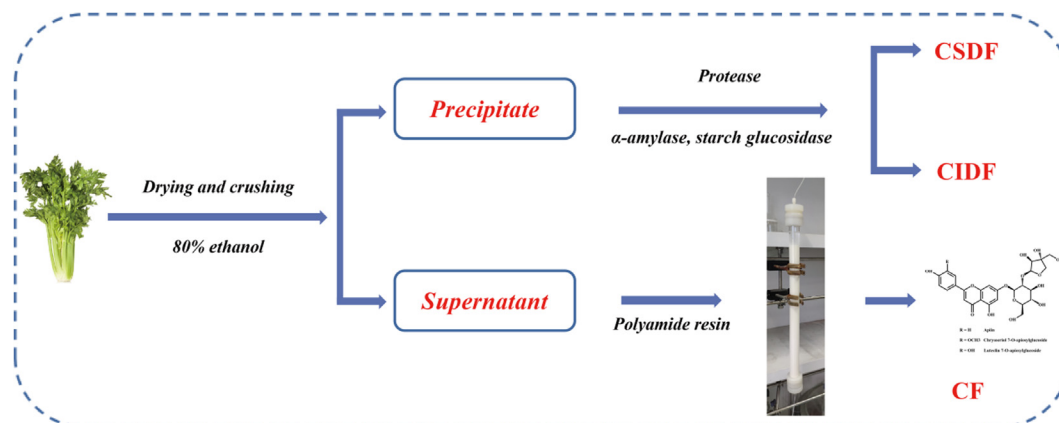 CSDF
Precipitate
Protease
α-amylase, starch glucosidase
CIDF
Drying and crushing
80% ethanol
Supernatant
Polyamide resin
R = H Apiin
R = OCH3 Chrysoeriol 7-O-apiosylglucoside
R = OH Luteolin 7-O-apiosylglucoside
CF